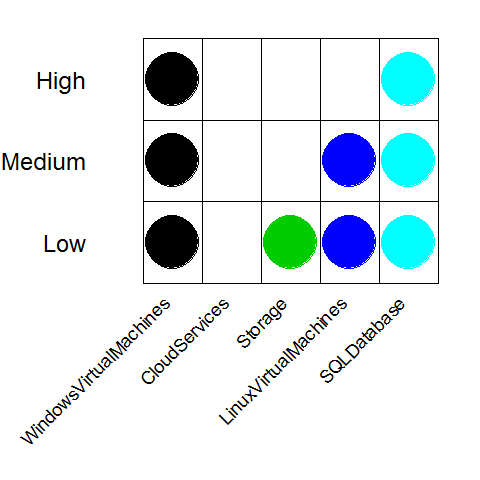 High
Medium
Low
WindowsVirtualMachines
CloudServices
Storage
LinuxVirtualMachines
SQLDatabase